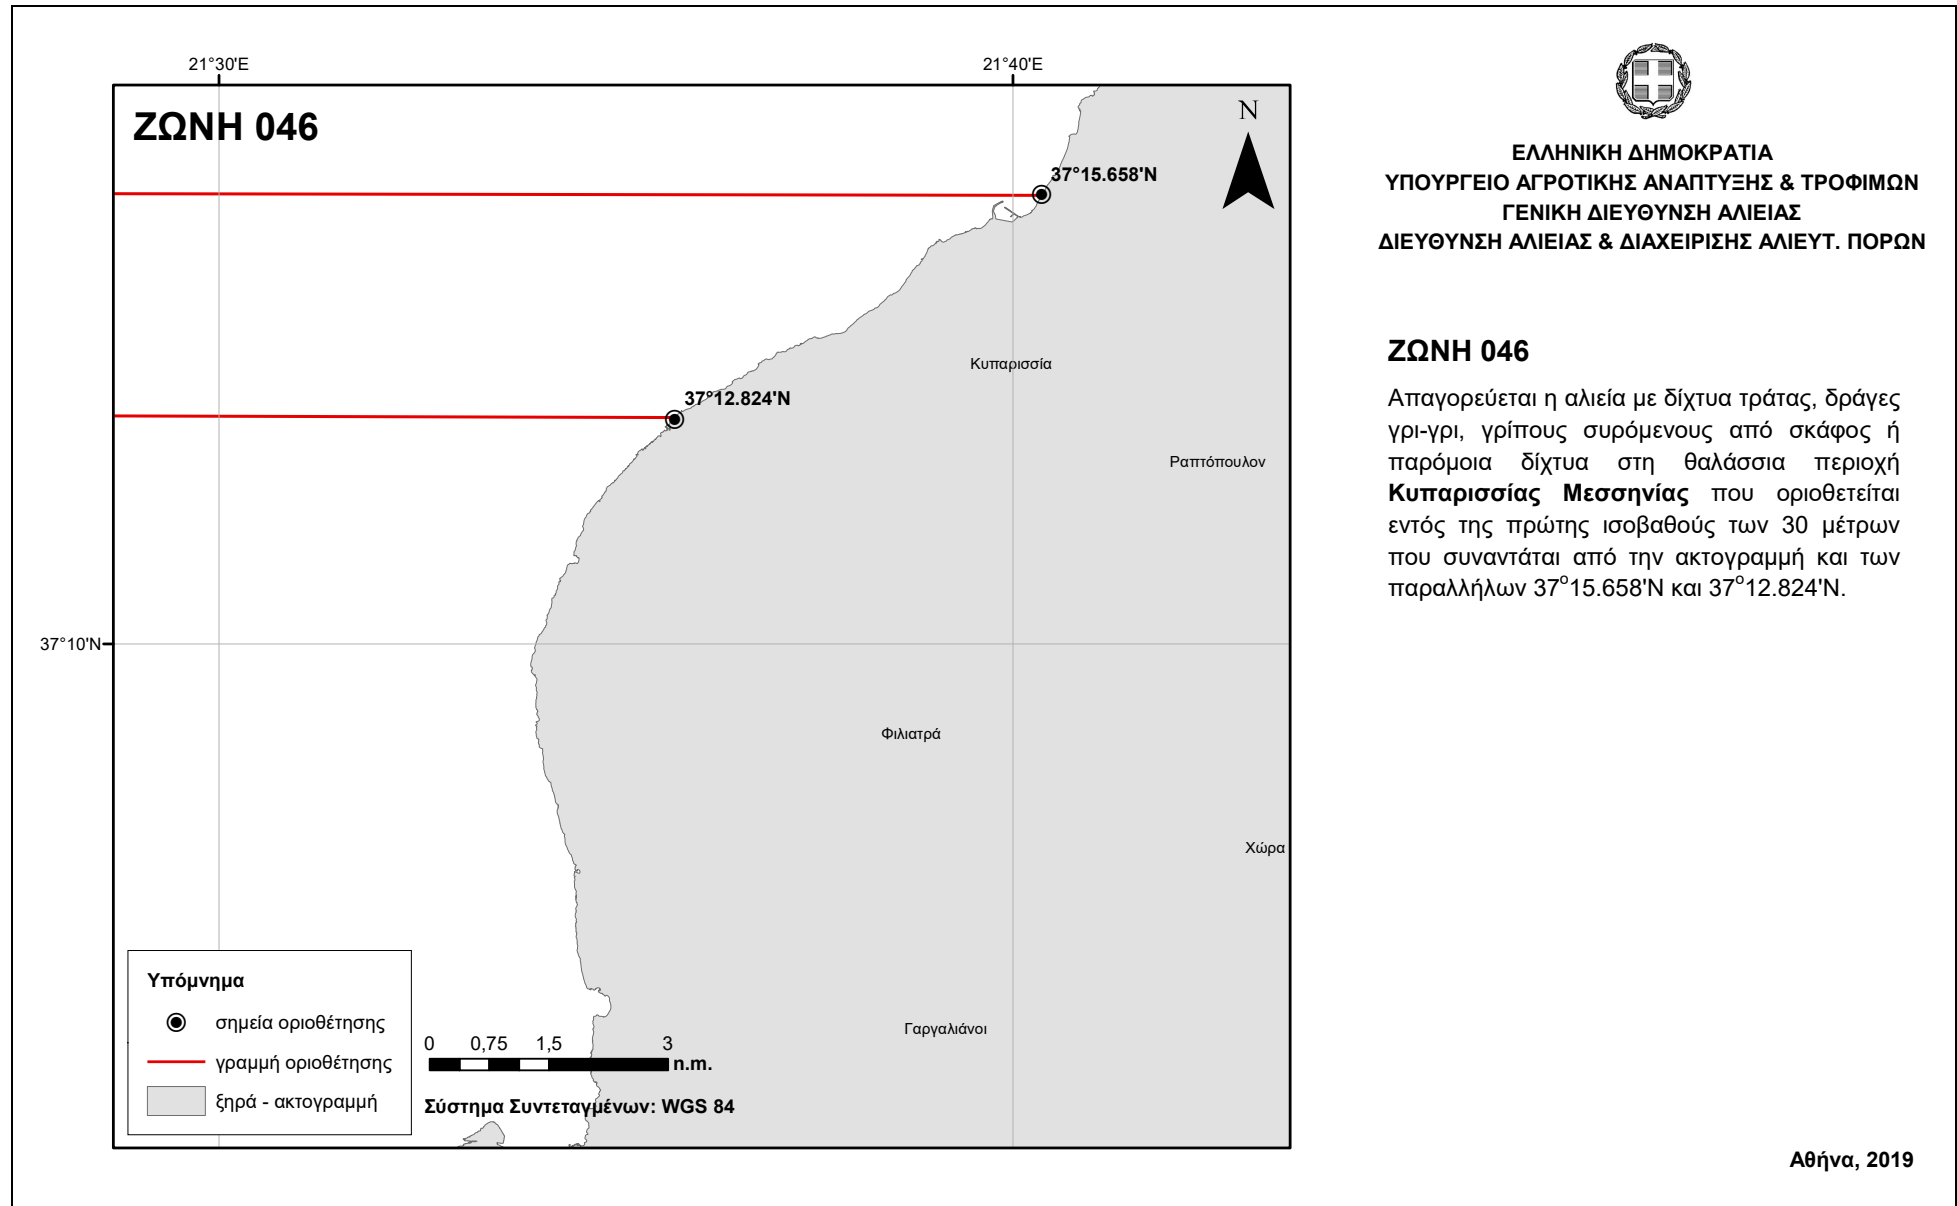 21°30'E
21°40'E
ΖΩΝΗ 046
N
37°15.658'N
37°12.824'N
Κυπαρισσία
Ραπτόπουλον
37°10'N
Φιλιατρά
Χώρα
Γαργαλιάνοι
Υπόμνημα
σημεία οριοθέτησης
γραμμή οριοθέτησης
ξηρά - ακτογραμμή
0 0,75 1,5 3
n.m.
Σύστημα Συντεταγμένων: WGS 84
ΕΛΛΗΝΙΚΗ ΔΗΜΟΚΡΑΤΙΑ
ΥΠΟΥΡΓΕΙΟ ΑΓΡΟΤΙΚΗΣ ΑΝΑΠΤΥΞΗΣ & ΤΡΟΦΙΜΩΝ
ΓΕΝΙΚΗ ΔΙΕΥΘΥΝΣΗ ΑΛΙΕΙΑΣ
ΔΙΕΥΘΥΝΣΗ ΑΛΙΕΙΑΣ & ΔΙΑΧΕΙΡΙΣΗΣ ΑΛΙΕΥΤ. ΠΟΡΩΝ
ΖΩΝΗ 046
Απαγορεύεται η αλιεία με δίχτυα τράτας, δράγες
γρι-γρι, γρίπους συρόμενους από σκάφος ή
παρόμοια δίχτυα στη θαλάσσια περιοχή
Κυπαρισσίας Μεσσηνίας που οριοθετείται
εντός της πρώτης ισοβαθούς των 30 μέτρων
που συναντάται από την ακτογραμμή και των
παραλλήλων 37°15.658'N και 37°12.824'N.
Αθήνα, 2019